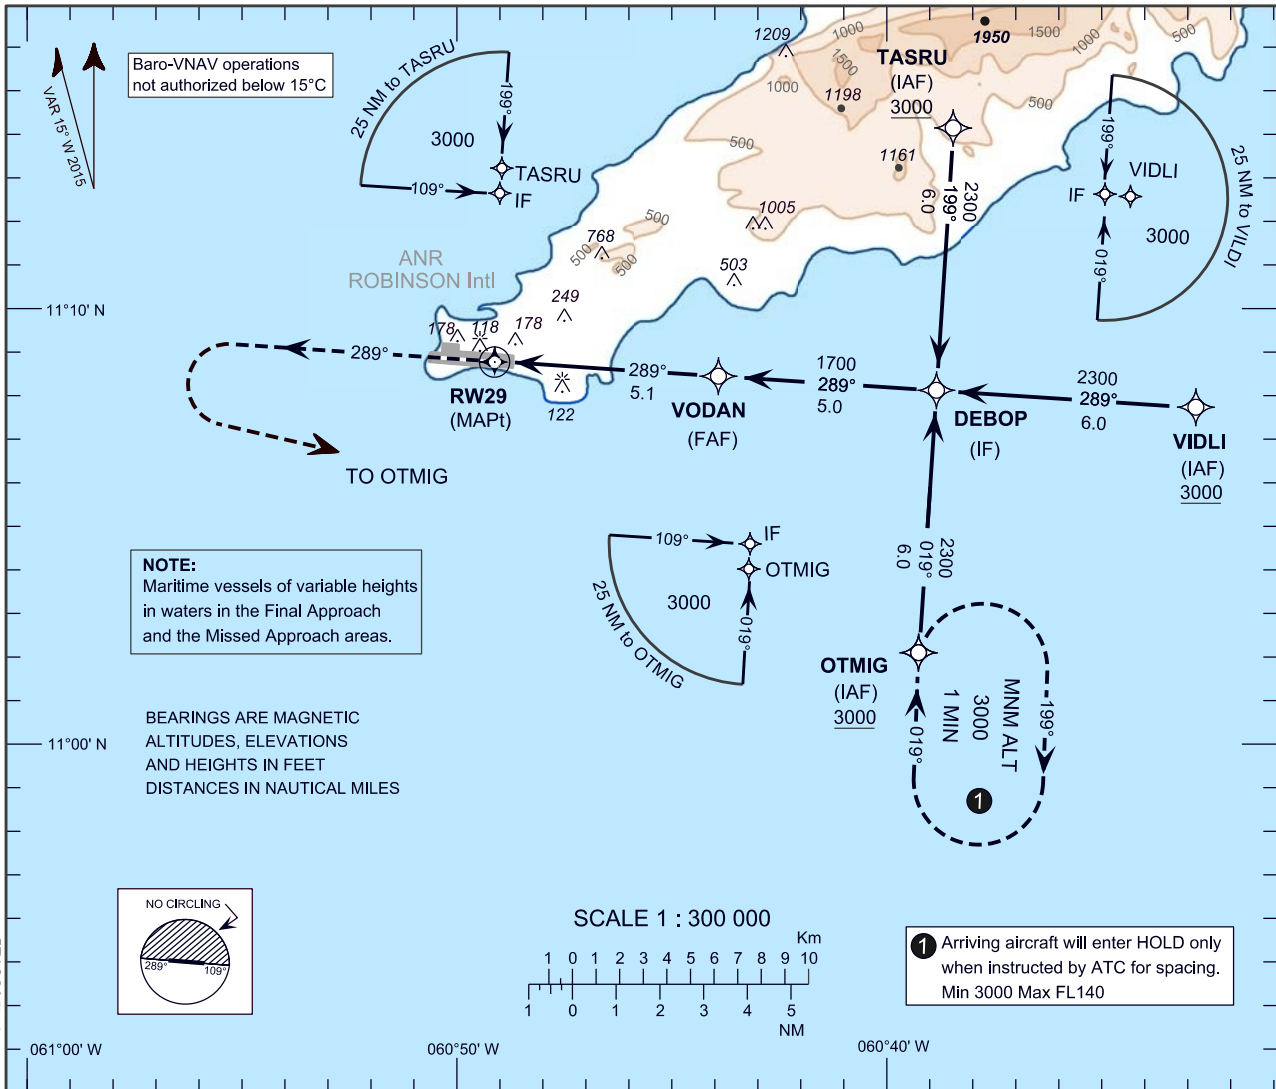 VAR 15° W 2015
Baro-VNAV operations
not authorized below 15°C
25 NM to TASRU
199°
3000
TASRU
109°
IF
1209
1000
1500
1198
1000
500
1161
1950
1500
1000
500
500
TASRU
(IAF)
3000
199°
VIDLI
IF
3000
019°
25 NM to VILDI
2300
199°
6.0
1005
500
768
500
500
503
249
ANR
ROBINSON Intl
178
118
178
122
11°10' N
289°
RW29
(MAPt)
289°
5.1
VODAN
(FAF)
1700
289°
5.0
DEBOP
(IF)
2300
289°
6.0
VIDLI
(IAF)
3000
TO OTMIG
109°
IF
OTMIG
3000
25 NM to OTMIG
019°
2300
019°
6.0
NOTE:
Maritime vessels of variable heights
in waters in the Final Approach
and the Missed Approach areas.
OTMIG
(IAF)
3000
MNM ALT
3000
1 MIN
199°
019°
1
BEARINGS ARE MAGNETIC
ALTITUDES, ELEVATIONS
AND HEIGHTS IN FEET
DISTANCES IN NAUTICAL MILES
11°00' N
NO CIRCLING
289°
109°
SCALE 1 : 300 000
Km
1 0 1 2 3 4 5 6 7 8 9 10
1 0 1 2 3 4 5
NM
1 Arriving aircraft will enter HOLD only
when instructed by ATC for spacing.
Min 3000 Max FL140
061°00' W
060°50' W
060°40' W